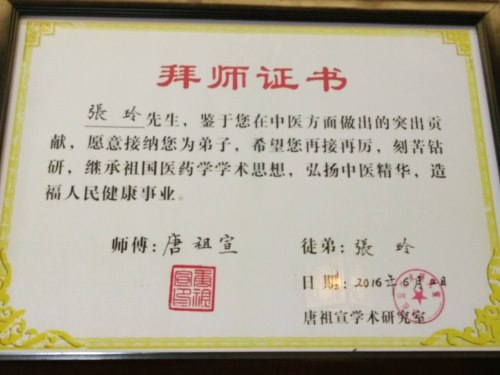 拜师证书
張 玲先生，鉴于您在中医方面做出的突出贡
献，愿意接纳您为弟子，希望您再接再厉，刻苦钻
研，继承祖国医药学学术思想，弘扬中医精华，造
福人民健康事业。
师傅：唐祖宣 徒弟：張 玲
日期：2016年6月 日
唐祖宣学术研究室